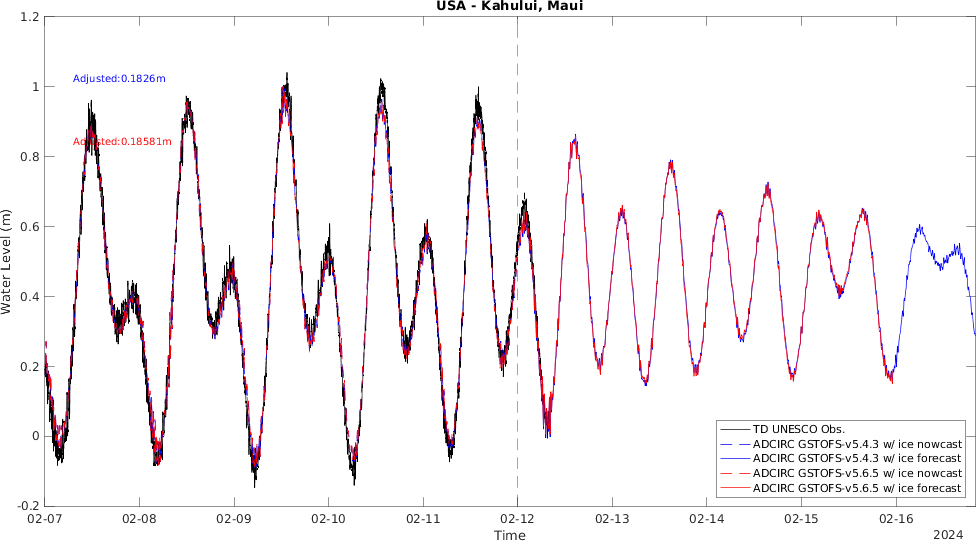 USA - Kahului, Maui
1.2
1
0.8
0.6
0.4
0.2
0
-0.2
Water Level (m)
Adjusted:0.1826m
Adjusted:0.18581m
TD UNESCO Obs.
ADCIRC GSTOFS-v5.4.3 w/ ice nowcast
ADCIRC GSTOFS-v5.4.3 w/ ice forecast
ADCIRC GSTOFS-v5.6.5 w/ ice nowcast
ADCIRC GSTOFS-v5.6.5 w/ ice forecast
02-07 02-08 02-09 02-10 02-11 02-12 02-13 02-14 02-15 02-16
Time
2024